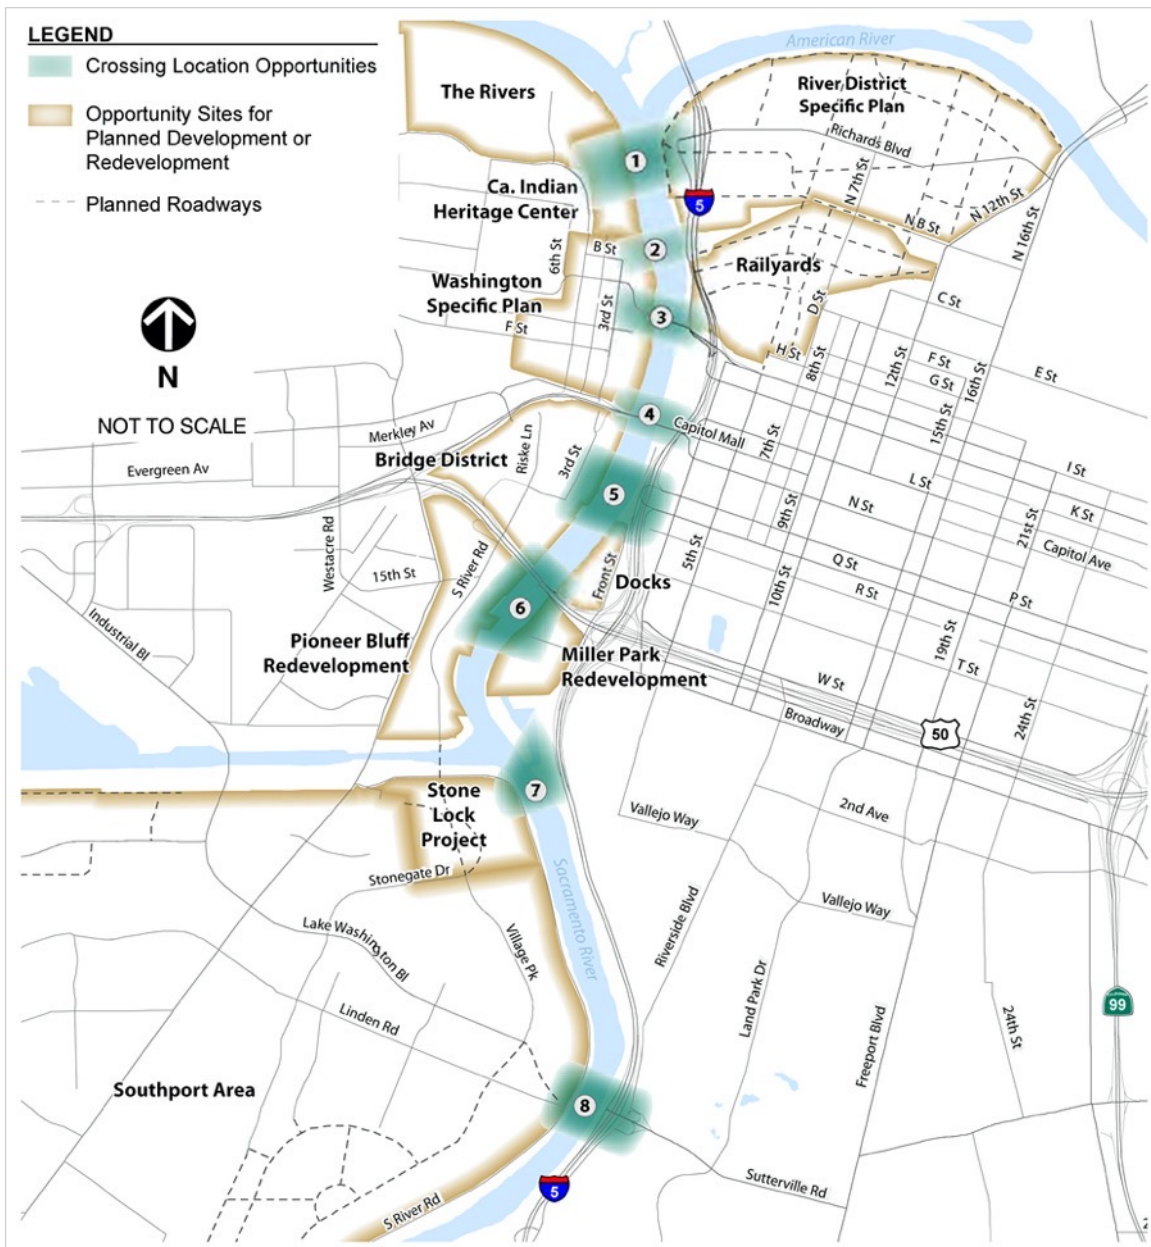 LEGEND
Crossing Location Opportunities
Opportunity Sites for
Planned Development or
Redevelopment
Planned Roadways
N
NOT TO SCALE
American River
The Rivers
River District
Specific Plan
Richards Blvd
1
Ca. Indian
Heritage Center
5
N 7th St
N B St
N 12th St
N 16th St
6th St
B St
2
Railyards
Washington
Specific Plan
3rd St
3
D St
C St
F St
H St
8th St
12th St
F St
G St
16th St
E St
Merkley Av
4
Capitol Mall
7th St
15th St
Evergreen Av
Bridge District
Riske Ln
3rd St
I St
L St
5
9th St
N St
K St
21st St
Capitol Ave
Westacre Rd
15th St
S River Rd
Front St
Docks
5th St
10th St
Q St
R St
P St
6
Industrial Bl
Pioneer Bluff
Redevelopment
Miller Park
Redevelopment
19th St
T St
W St
Broadway
24th St
50
7
Stone
Lock
Project
Vallejo Way
2nd Ave
Stonegate Dr
Sacramento River
Vallejo Way
Lake Washington Bl
Village Pk
Riverside Blvd
Linden Rd
Land Park Dr
Freeport Blvd
24th St
99
Southport Area
8
Sutterville Rd
S River Rd
5